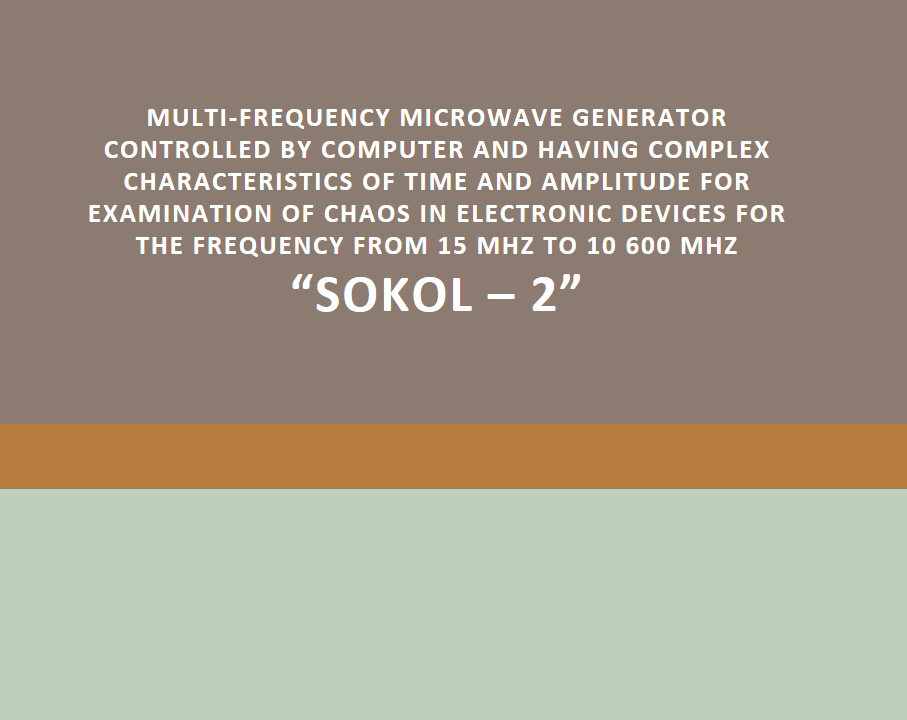 MULTI-FREQUENCY MICROWAVE GENERATOR
CONTROLLED BY COMPUTER AND HAVING COMPLEX
CHARACTERISTICS OF TIME AND AMPLITUDE FOR
EXAMINATION OF CHAOS IN ELECTRONIC DEVICES FOR
THE FREQUENCY FROM 15 MHZ TO 10 600 MHZ
“SOKOL – 2”